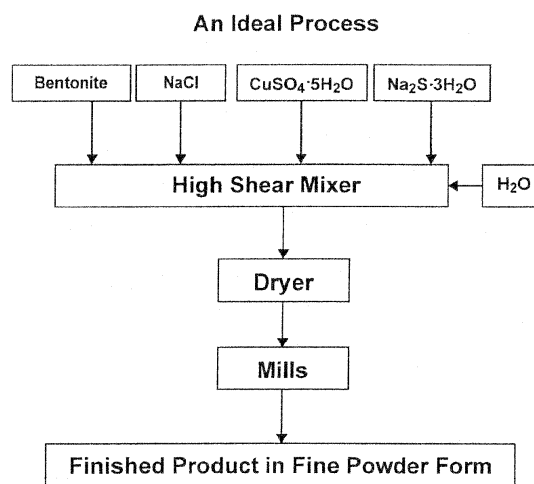 An Ideal Process
Bentonite
NaCl
CuSO₄·5H₂O
Na₂S·3H₂O
High Shear Mixer
H₂O
Dryer
Mills
Finished Product in Fine Powder Form